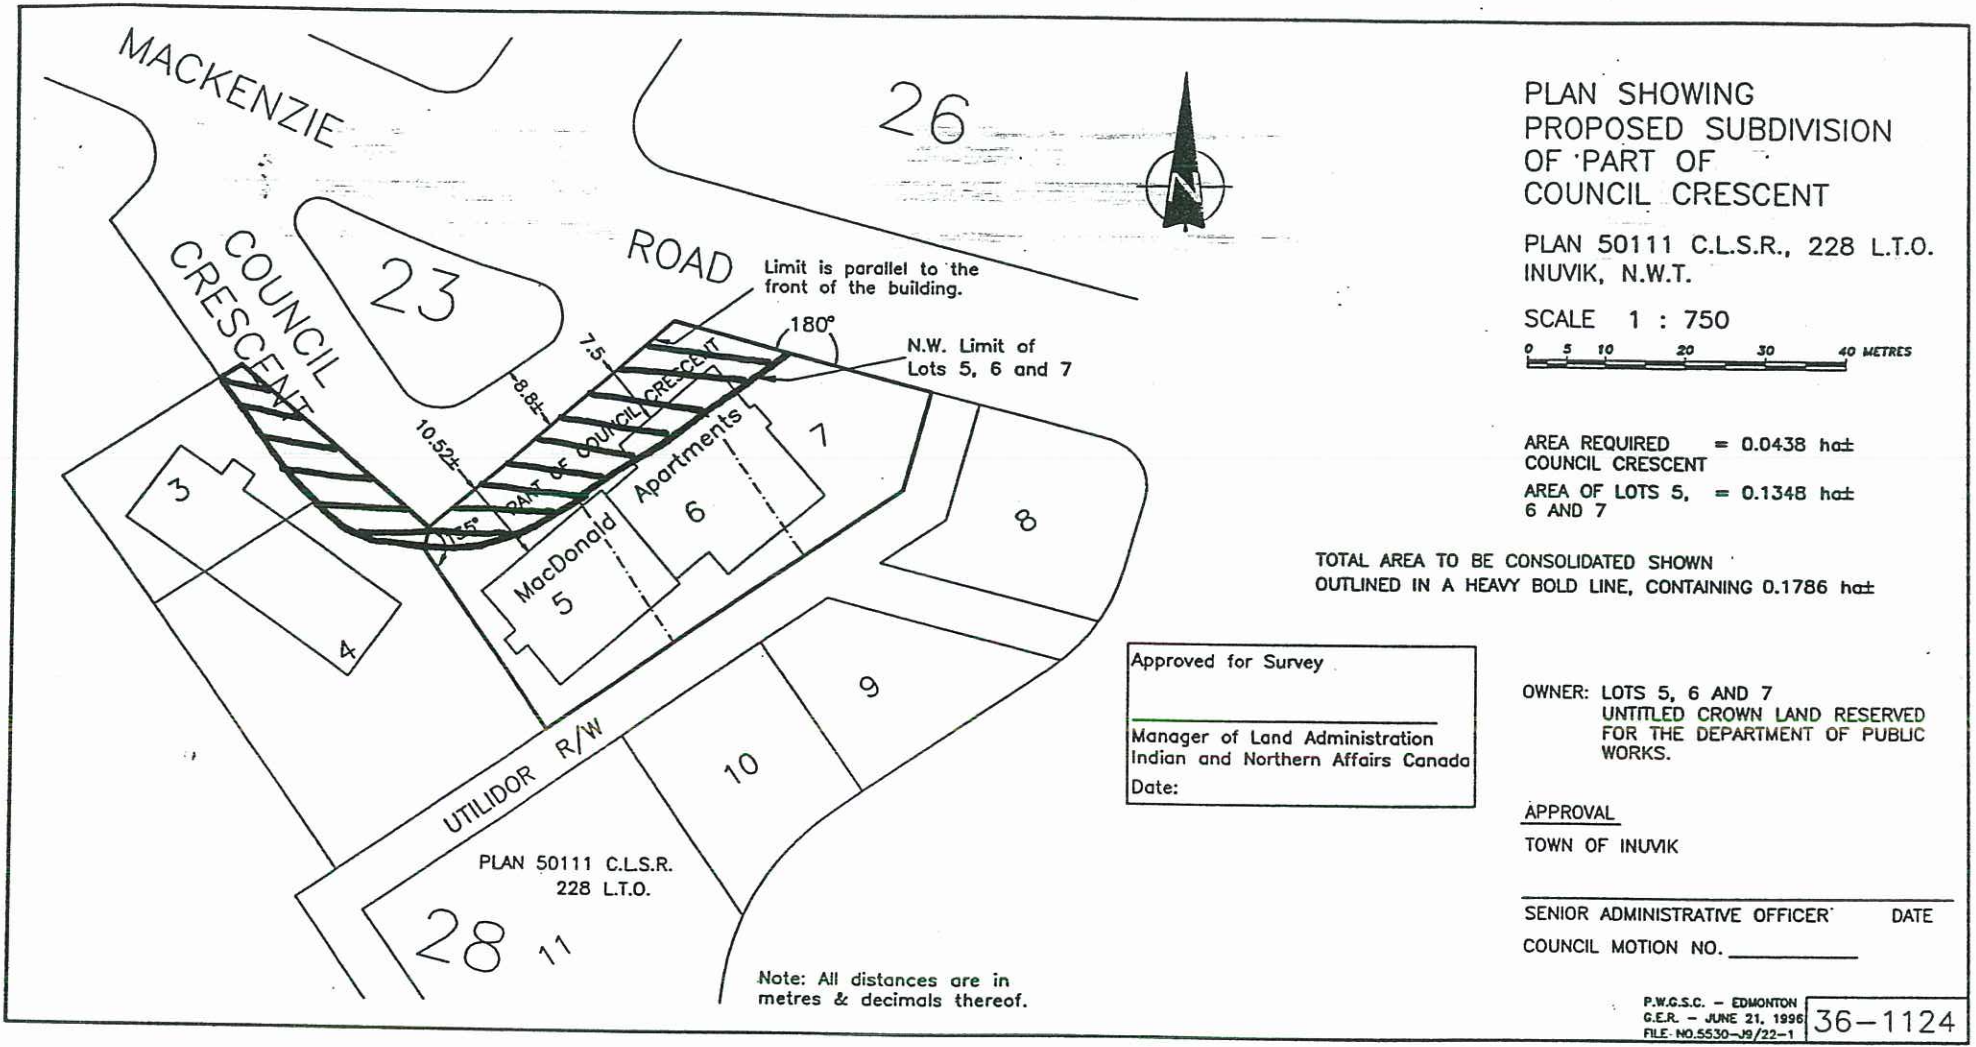 MACKENZIE
ROAD
26
23
COUNCIL
CRESCENT
Limit is parallel to the
front of the building.
180°
N.W. Limit of
Lots 5, 6 and 7
7.5
8.8±
10.52±
PART OF COUNCIL CRESCENT
MacDonald
Apartments
3
4
5
6
7
8
9
10
UTILIDOR R/W
PLAN 50111 C.L.S.R.
228 L.T.O.
28
11
Note: All distances are in
metres & decimals thereof.
N
PLAN SHOWING
PROPOSED SUBDIVISION
OF PART OF
COUNCIL CRESCENT
PLAN 50111 C.L.S.R., 228 L.T.O.
INUVIK, N.W.T.
SCALE 1 : 750
0 5 10 20 30 40 METRES
AREA REQUIRED = 0.0438 ha±
COUNCIL CRESCENT
AREA OF LOTS 5, = 0.1348 ha±
6 AND 7
TOTAL AREA TO BE CONSOLIDATED SHOWN
OUTLINED IN A HEAVY BOLD LINE, CONTAINING 0.1786 ha±
Approved for Survey
Manager of Land Administration
Indian and Northern Affairs Canada
Date:
OWNER: LOTS 5, 6 AND 7
UNTITLED CROWN LAND RESERVED
FOR THE DEPARTMENT OF PUBLIC
WORKS.
APPROVAL
TOWN OF INUVIK
SENIOR ADMINISTRATIVE OFFICER DATE
COUNCIL MOTION NO.
P.W.G.S.C. - EDMONTON
G.E.R. - JUNE 21, 1996
FILE NO.5530-J9/22-1
36-1124